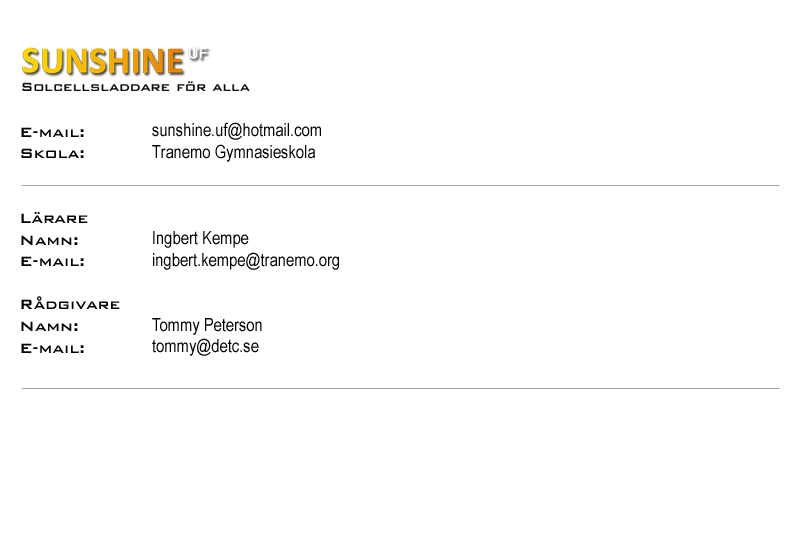 SUNSHINE UF
Solcellsladdare för alla
E-mail: sunshine.uf@hotmail.com
Skola: Tranemo Gymnasieskola
Lärare
Namn: Ingbert Kempe
E-mail: ingbert.kempe@tranemo.org
Rådgivare
Namn: Tommy Peterson
E-mail: tommy@detc.se